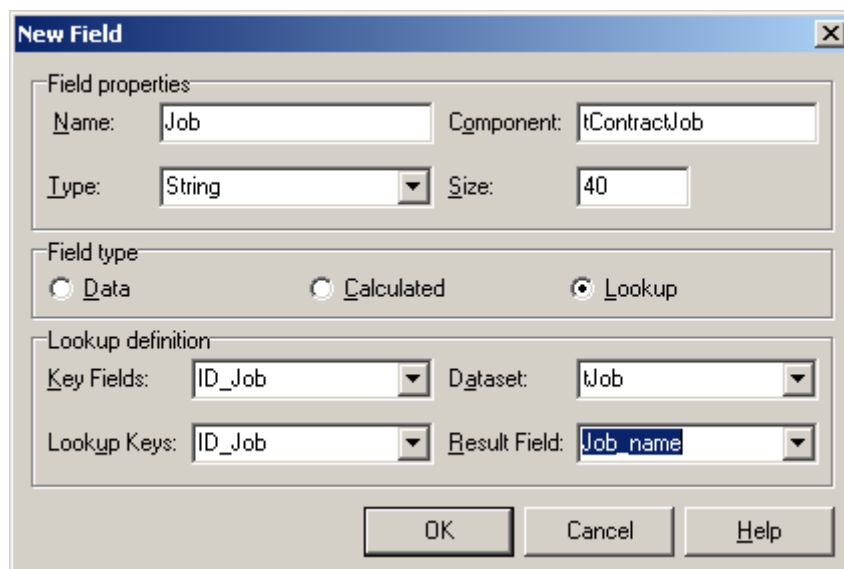 New Field
Field properties
Name: Job Component: tContractJob
Type: String Size: 40
Field type
Data Calculated Lookup
Lookup definition
Key Fields: ID_Job Dataset: tJob
Lookup Keys: ID_Job Result Field: Job_name
OK Cancel Help